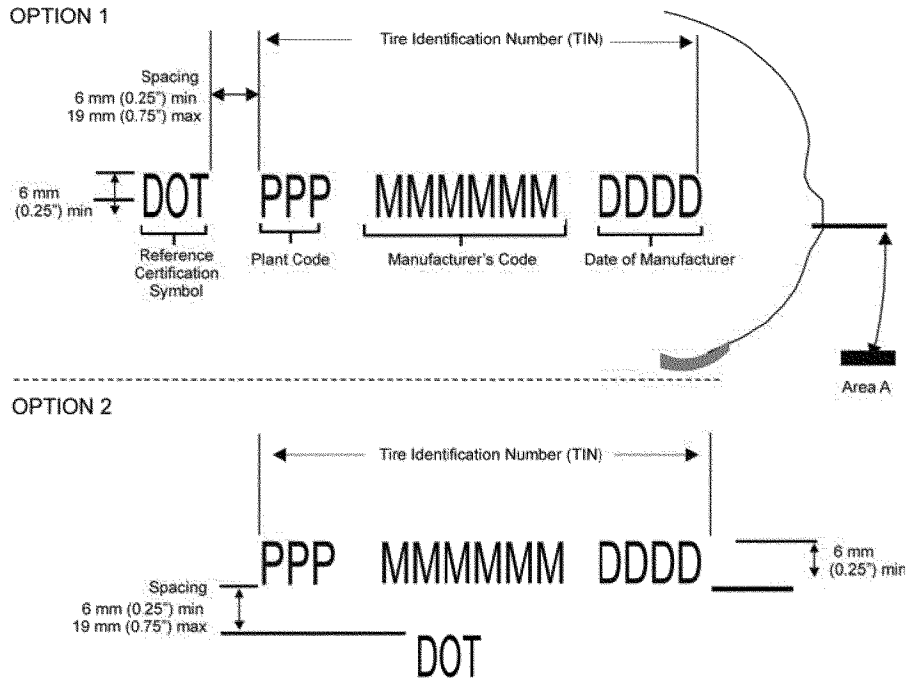 OPTION 1
Tire Identification Number (TIN)
Spacing
6 mm (0.25") min
19 mm (0.75") max
6 mm
(0.25") min
DOT PPP MMMMMM DDDD
Reference
Certification
Symbol
Plant Code
Manufacturer's Code
Date of Manufacturer
Area A
OPTION 2
Tire Identification Number (TIN)
PPP MMMMMM DDDD
6 mm
(0.25") min
Spacing
6 mm (0.25") min
19 mm (0.75") max
DOT